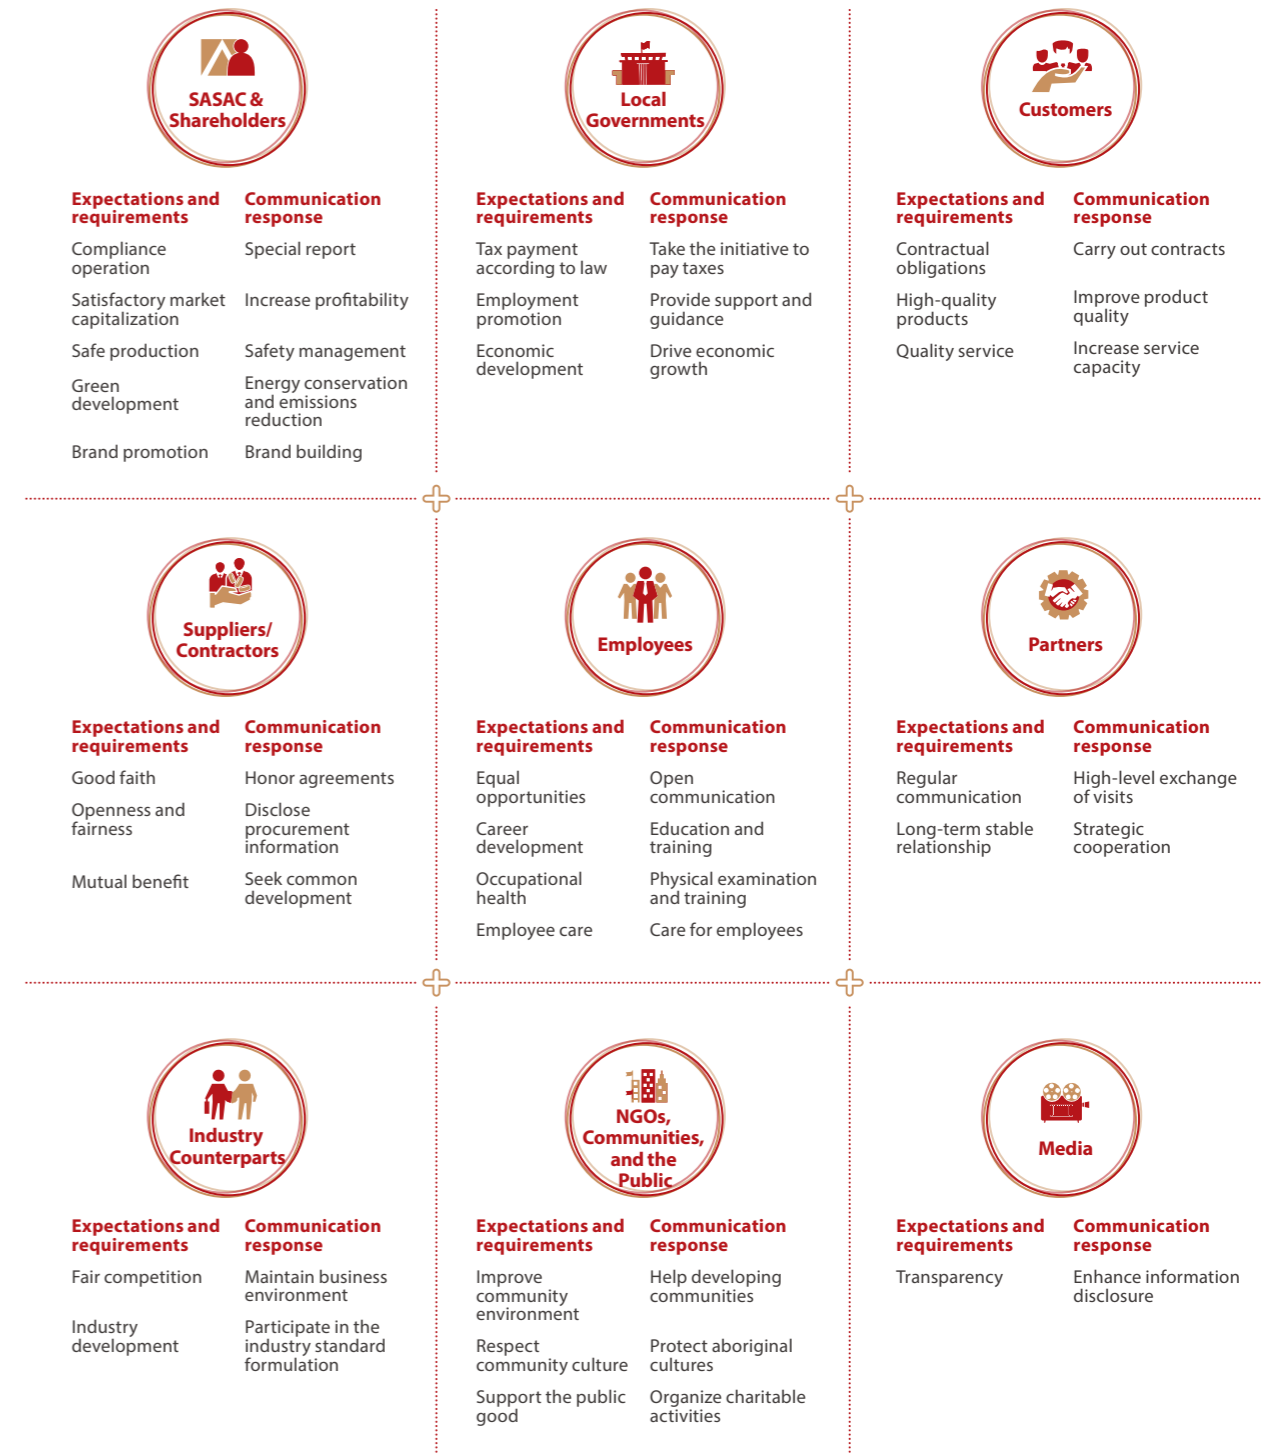 SASAC &
Shareholders
Expectations and
requirements
Communication
response
Compliance
operation
Special report
Satisfactory market
capitalization
Increase profitability
Safe production
Safety management
Green
development
Energy conservation
and emissions
reduction
Brand promotion
Brand building
Local
Governments
Expectations and
requirements
Communication
response
Tax payment
according to law
Take the initiative to
pay taxes
Employment
promotion
Provide support and
guidance
Economic
development
Drive economic
growth
Customers
Expectations and
requirements
Communication
response
Contractual
obligations
Carry out contracts
High-quality
products
Improve product
quality
Quality service
Increase service
capacity
Suppliers/
Contractors
Expectations and
requirements
Communication
response
Good faith
Honor agreements
Openness and
fairness
Disclose
procurement
information
Mutual benefit
Seek common
development
Employees
Expectations and
requirements
Communication
response
Equal
opportunities
Open
communication
Career
development
Education and
training
Occupational
health
Physical examination
and training
Employee care
Care for employees
Partners
Expectations and
requirements
Communication
response
Regular
communication
High-level exchange
of visits
Long-term stable
relationship
Strategic
cooperation
Industry
Counterparts
Expectations and
requirements
Communication
response
Fair competition
Maintain business
environment
Industry
development
Participate in the
industry standard
formulation
NGOs,
Communities,
and the
Public
Expectations and
requirements
Communication
response
Improve
community
environment
Help developing
communities
Respect
community culture
Protect aboriginal
cultures
Support the public
good
Organize charitable
activities
Media
Expectations and
requirements
Communication
response
Transparency
Enhance information
disclosure